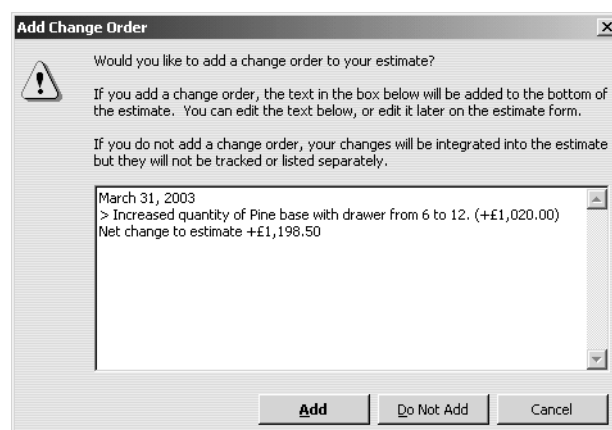 Add Change Order
Would you like to add a change order to your estimate?
If you add a change order, the text in the box below will be added to the bottom of
the estimate. You can edit the text below, or edit it later on the estimate form.
If you do not add a change order, your changes will be integrated into the estimate
but they will not be tracked or listed separately.
March 31, 2003
> Increased quantity of Pine base with drawer from 6 to 12. (+£1,020.00)
Net change to estimate +£1,198.50
Add Do Not Add Cancel